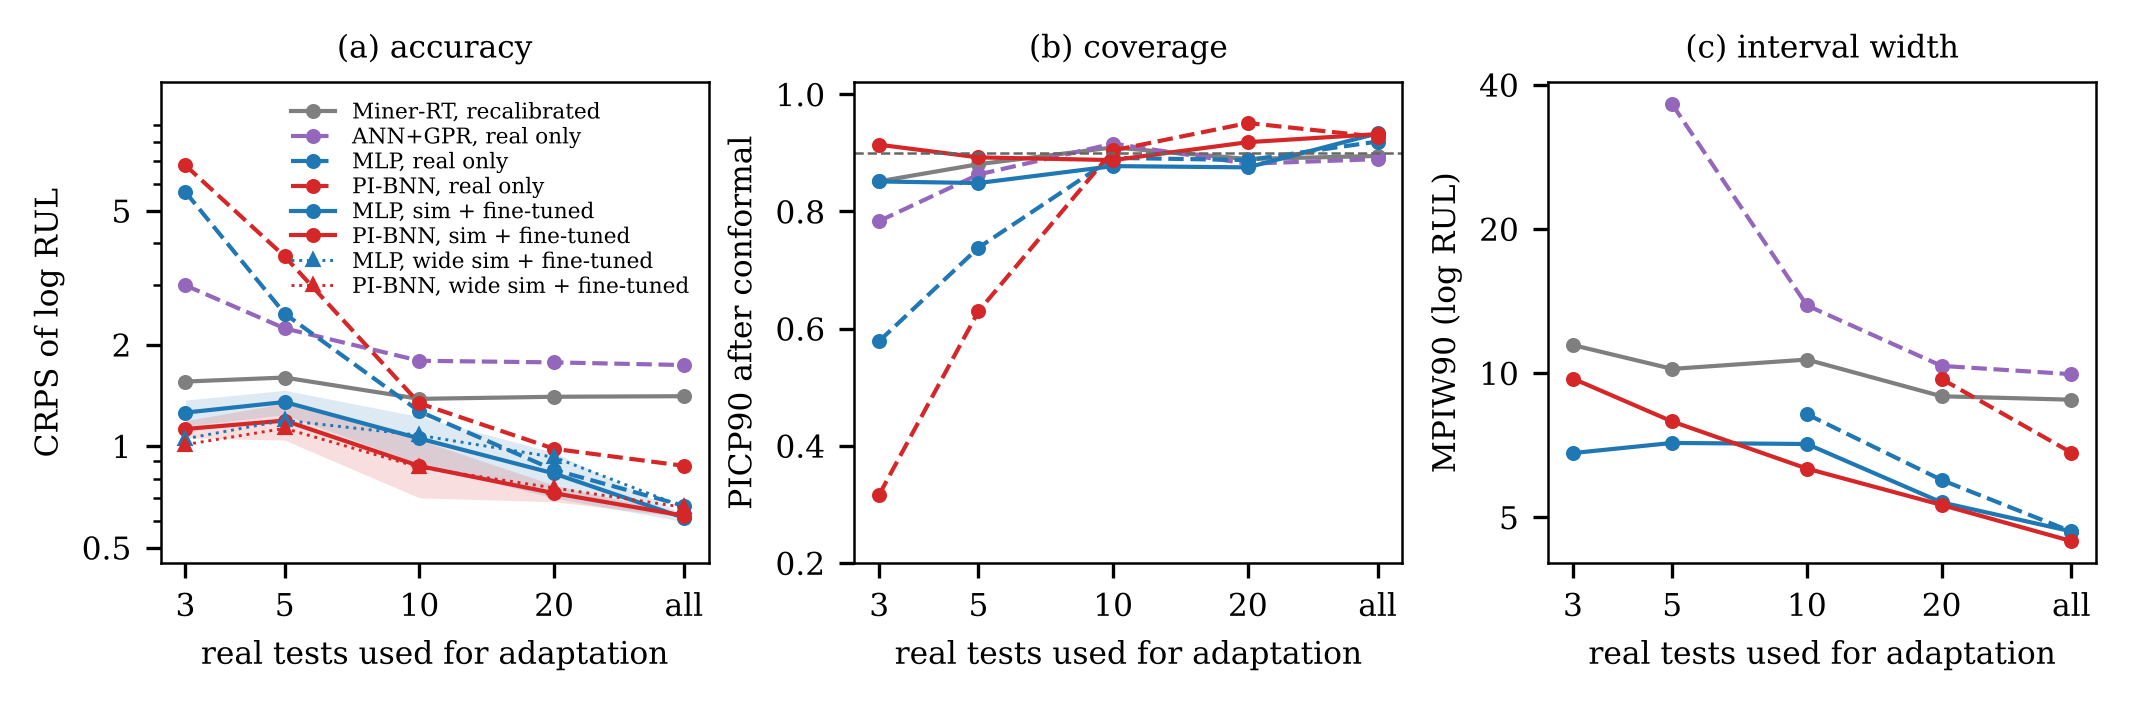 (a) accuracy
CRPS of log RUL
5
2
1
0.5
Miner-RT, recalibrated
ANN+GPR, real only
MLP, real only
PI-BNN, real only
MLP, sim + fine-tuned
PI-BNN, sim + fine-tuned
MLP, wide sim + fine-tuned
PI-BNN, wide sim + fine-tuned
3 5 10 20 all
real tests used for adaptation
(b) coverage
PICP90 after conformal
1.0
0.8
0.6
0.4
0.2
3 5 10 20 all
real tests used for adaptation
(c) interval width
MPIW90 (log RUL)
40
20
10
5
3 5 10 20 all
real tests used for adaptation